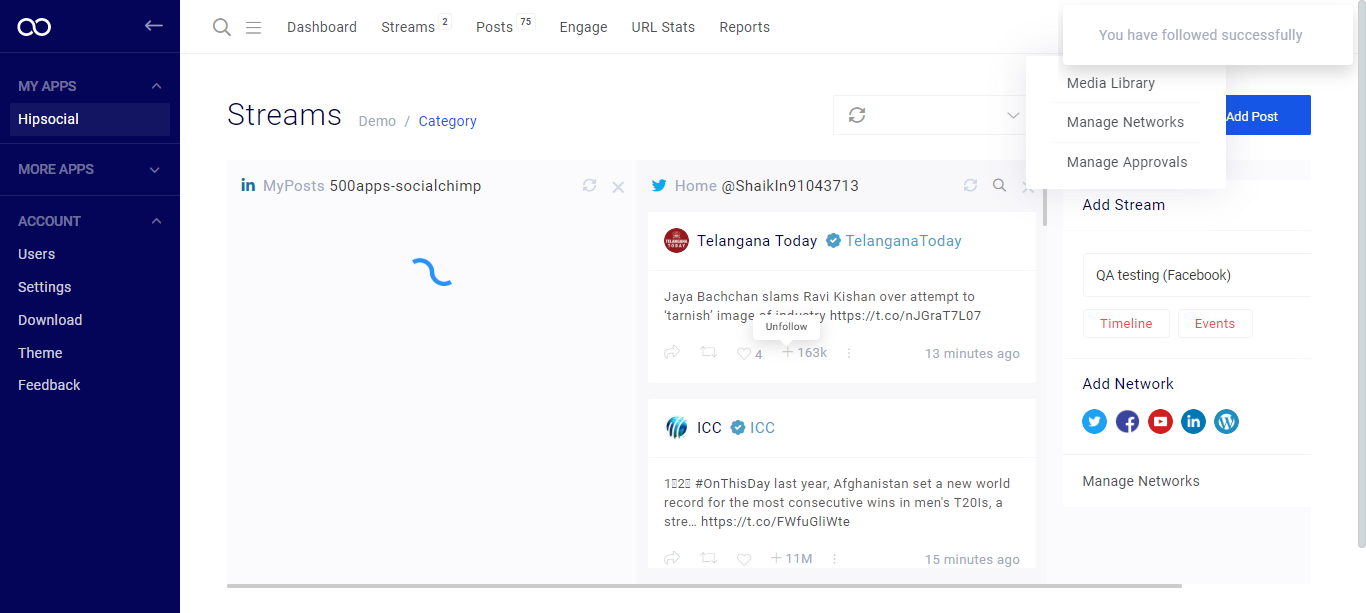 MY APPS
Hipsocial
MORE APPS
ACCOUNT
Users
Settings
Download
Theme
Feedback
Dashboard
Streams 2
Posts 75
Engage
URL Stats
Reports
You have followed successfully
Media Library
Manage Networks
Manage Approvals
Streams
Demo / Category
Add Post
in MyPosts 500apps-socialchimp
Home @ShaikIn91043713
Telangana Today TelanganaToday
Jaya Bachchan slams Ravi Kishan over attempt to
‘tarnish’ image of industry https://t.co/nJGraT7L07
Unfollow
4
163k
13 minutes ago
ICC ICC
1⃣2⃣ #OnThisDay last year, Afghanistan set a new world
record for the most consecutive wins in men's T20Is, a
stre… https://t.co/FWfuGliWte
11M
15 minutes ago
Add Stream
QA testing (Facebook)
Timeline
Events
Add Network
Manage Networks